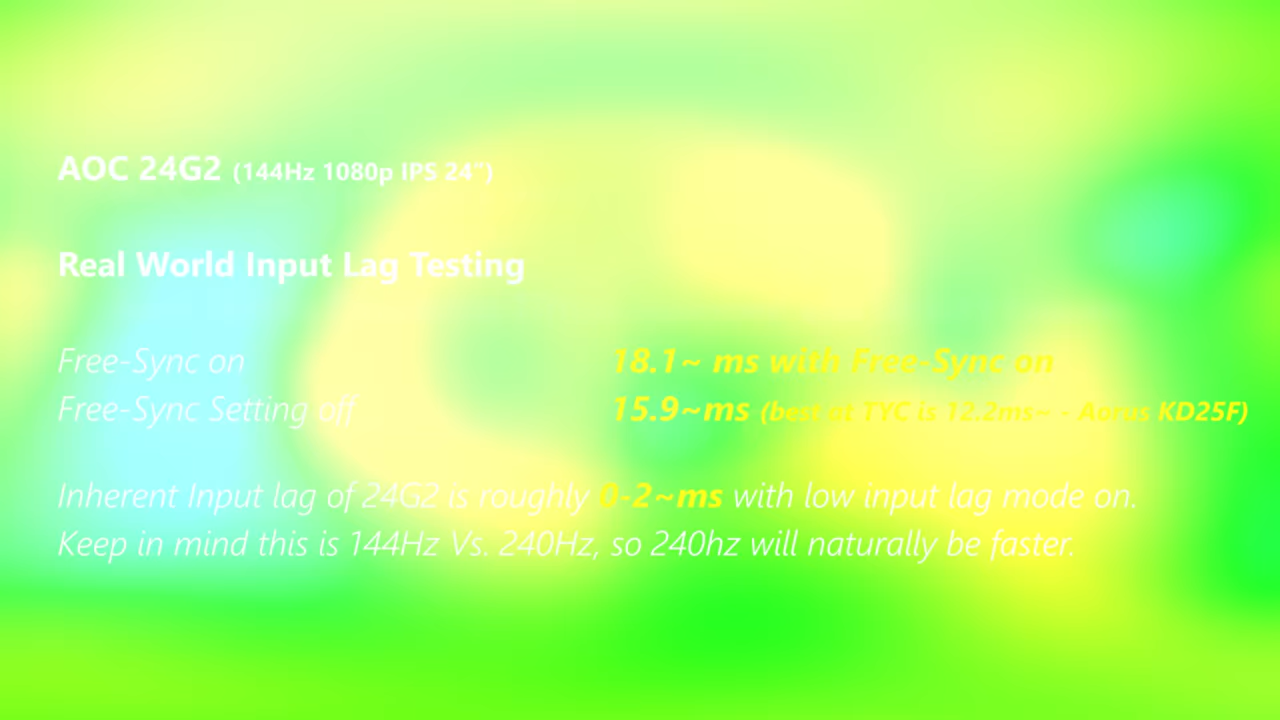 AOC 24G2 (144Hz 1080p IPS 24")
Real World Input Lag Testing
Free-Sync on 18.1~ ms with Free-Sync on
Free-Sync Setting off 15.9~ms (best at TYC is 12.2ms~ - Aorus KD25F)
Inherent Input lag of 24G2 is roughly 0-2~ms with low input lag mode on.
Keep in mind this is 144Hz Vs. 240Hz, so 240hz will naturally be faster.